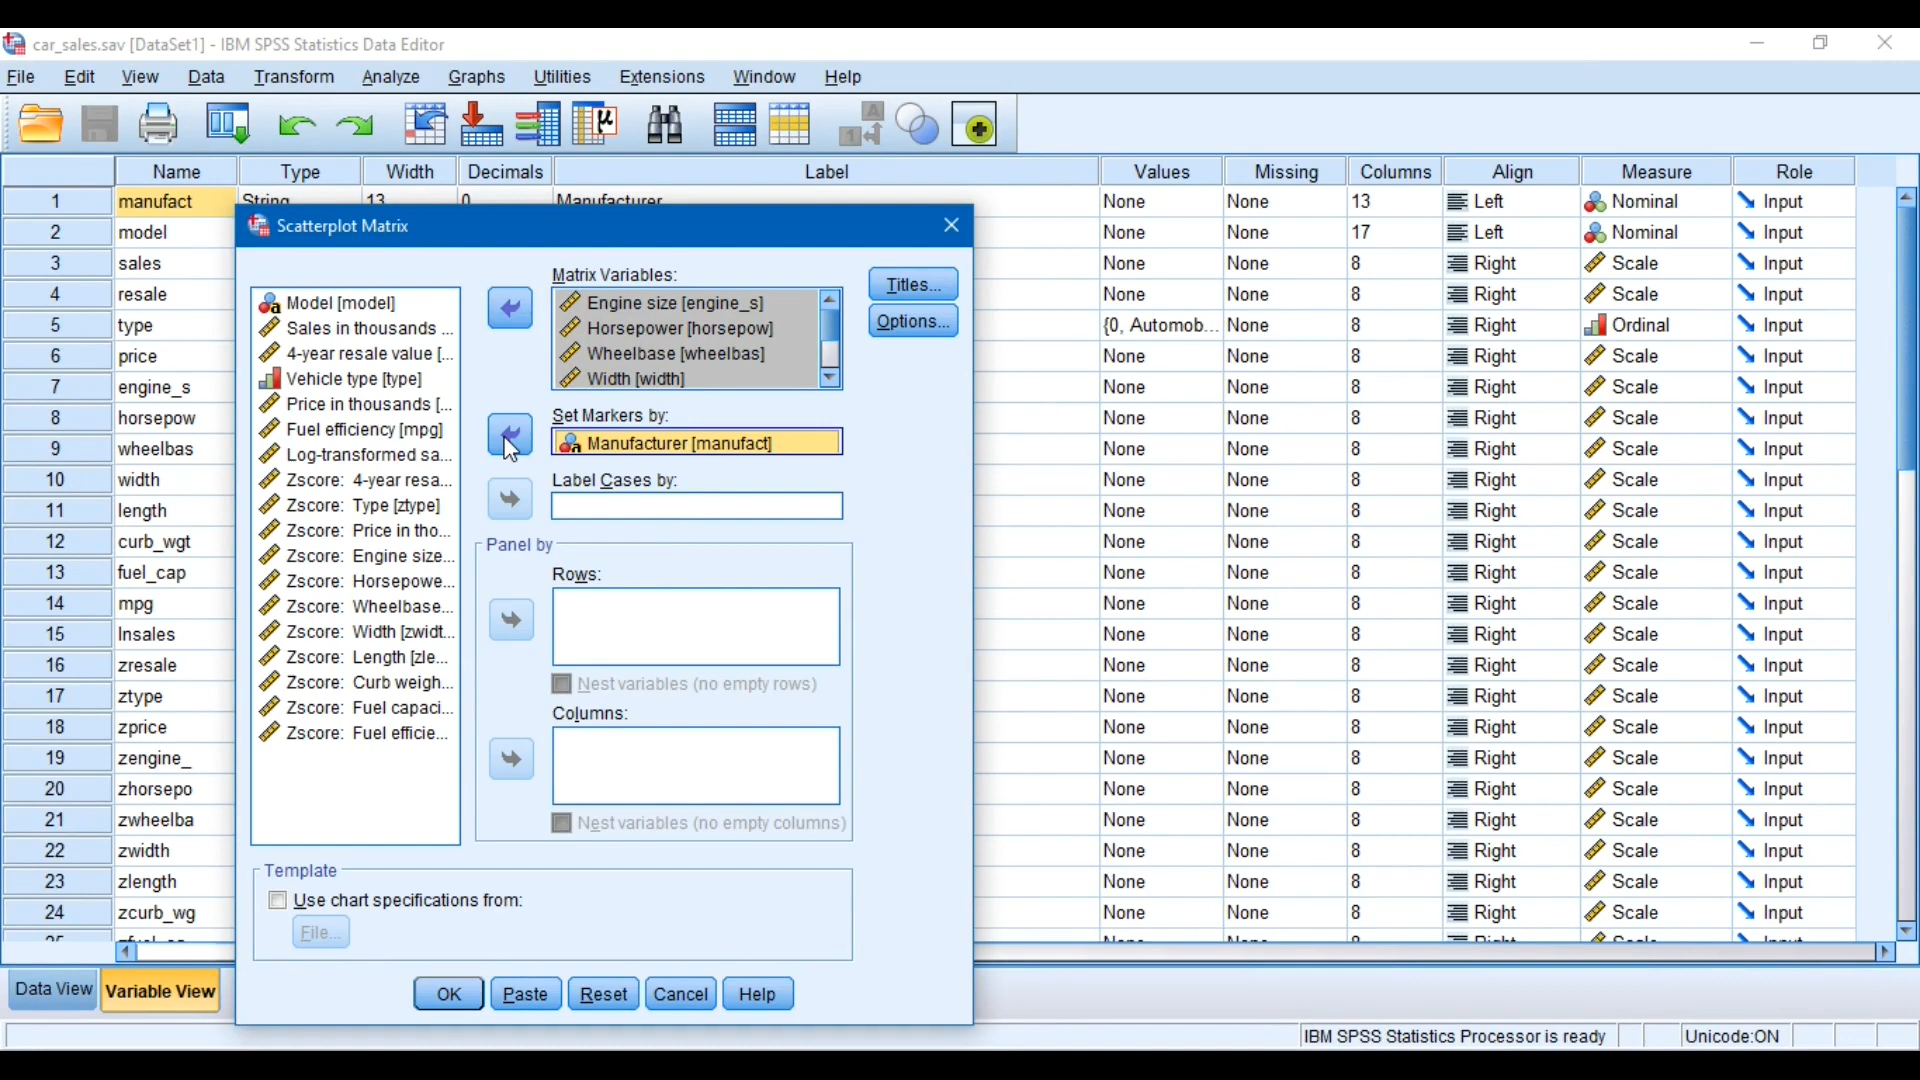 car_sales.sav [DataSet1] - IBM SPSS Statistics Data Editor
File Edit View Data Transform Analyze Graphs Utilities Extensions Window Help
Name Type Width Decimals Label Values Missing Columns Align Measure Role
1 manufact String 13 0 Manufacturer None None 13 Left Nominal Input
2 model None None 17 Left Nominal Input
3 sales None None 8 Right Scale Input
4 resale None None 8 Right Scale Input
5 type {0, Automob... None 8 Right Ordinal Input
6 price None None 8 Right Scale Input
7 engine_s None None 8 Right Scale Input
8 horsepow None None 8 Right Scale Input
9 wheelbas None None 8 Right Scale Input
10 width None None 8 Right Scale Input
11 length None None 8 Right Scale Input
12 curb_wgt None None 8 Right Scale Input
13 fuel_cap None None 8 Right Scale Input
14 mpg None None 8 Right Scale Input
15 lnsales None None 8 Right Scale Input
16 zresale None None 8 Right Scale Input
17 ztype None None 8 Right Scale Input
18 zprice None None 8 Right Scale Input
19 zengine_ None None 8 Right Scale Input
20 zhorsepo None None 8 Right Scale Input
21 zwheelba None None 8 Right Scale Input
22 zwidth None None 8 Right Scale Input
23 zlength None None 8 Right Scale Input
24 zcurb_wg None None 8 Right Scale Input
Scatterplot Matrix
Model [model]
Sales in thousands ...
4-year resale value [...
Vehicle type [type]
Price in thousands [...
Fuel efficiency [mpg]
Log-transformed sa...
Zscore: 4-year resa...
Zscore: Type [ztype]
Zscore: Price in tho...
Zscore: Engine size...
Zscore: Horsepowe...
Zscore: Wheelbase...
Zscore: Width [zwidt...
Zscore: Length [zle...
Zscore: Curb weigh...
Zscore: Fuel capaci...
Zscore: Fuel efficie...
Matrix Variables:
Engine size [engine_s]
Horsepower [horsepow]
Wheelbase [wheelbas]
Width [width]
Titles...
Options...
Set Markers by:
Manufacturer [manufact]
Label Cases by:
Panel by
Rows:
Nest variables (no empty rows)
Columns:
Nest variables (no empty columns)
Template
Use chart specifications from:
File...
OK Paste Reset Cancel Help
Data View Variable View
IBM SPSS Statistics Processor is ready Unicode:ON